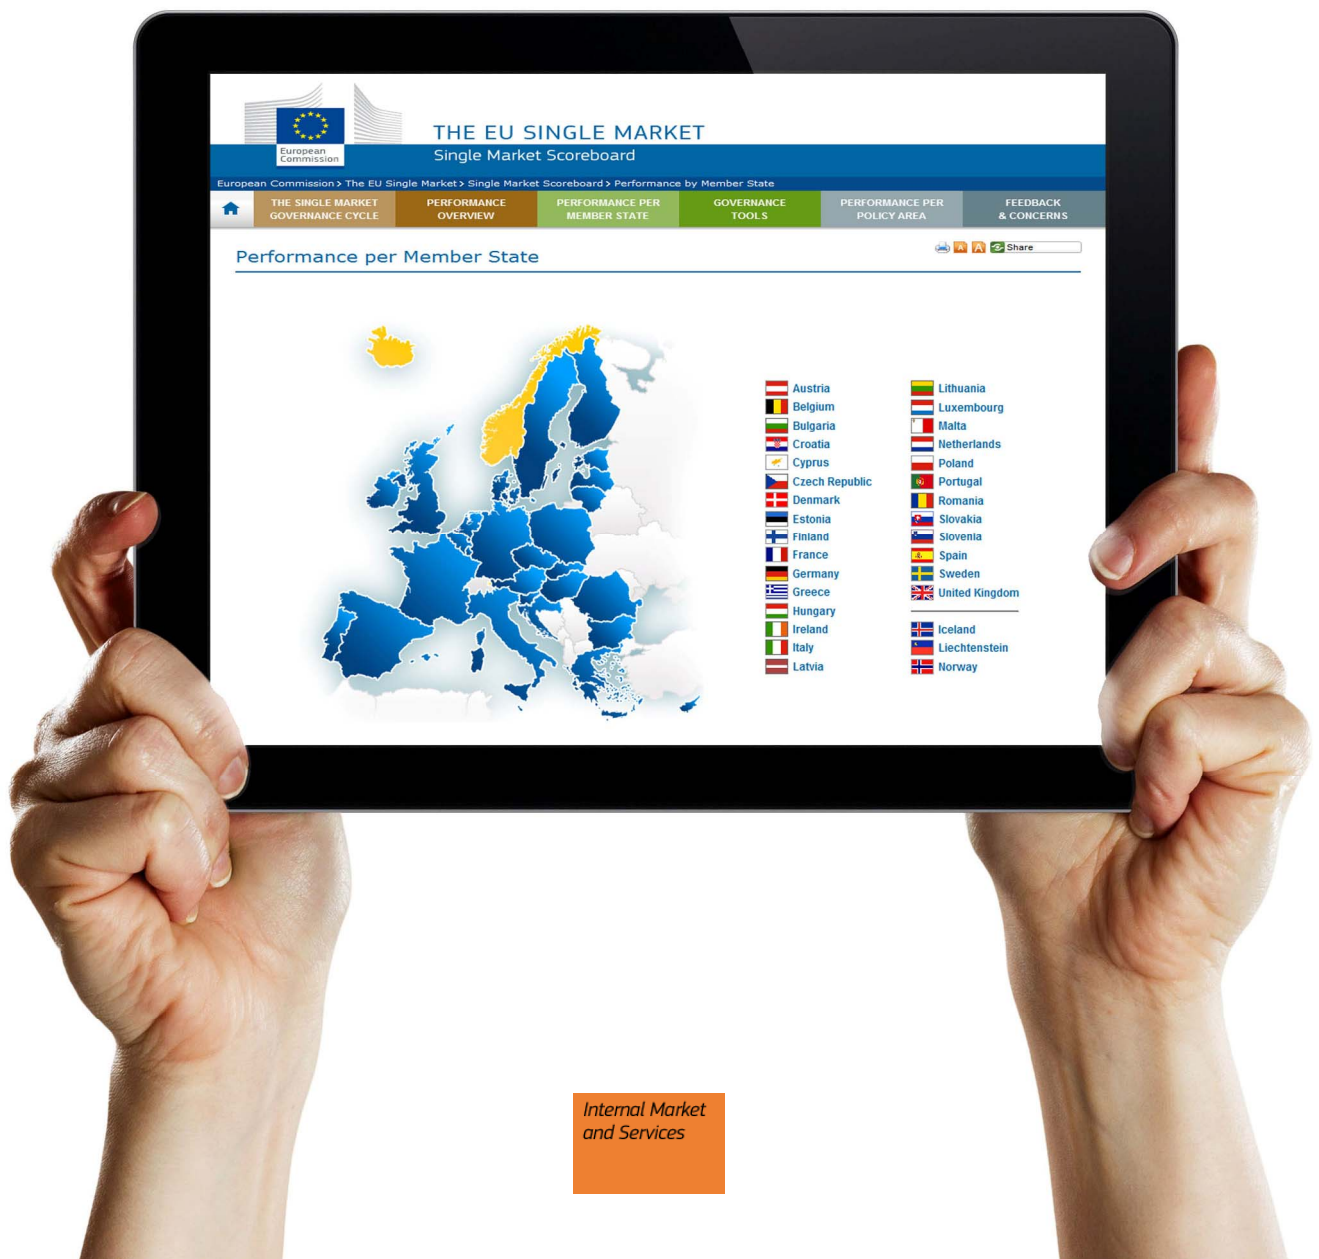 European
Commission
THE EU SINGLE MARKET
Single Market Scoreboard
European Commission > The EU Single Market > Single Market Scoreboard > Performance by Member State
THE SINGLE MARKET
GOVERNANCE CYCLE
PERFORMANCE
OVERVIEW
PERFORMANCE PER
MEMBER STATE
GOVERNANCE
TOOLS
PERFORMANCE PER
POLICY AREA
FEEDBACK
& CONCERNS
Performance per Member State
A A Share
Austria
Belgium
Bulgaria
Croatia
Cyprus
Czech Republic
Denmark
Estonia
Finland
France
Germany
Greece
Hungary
Ireland
Italy
Latvia
Lithuania
Luxembourg
Malta
Netherlands
Poland
Portugal
Romania
Slovakia
Slovenia
Spain
Sweden
United Kingdom
Iceland
Liechtenstein
Norway
Internal Market
and Services